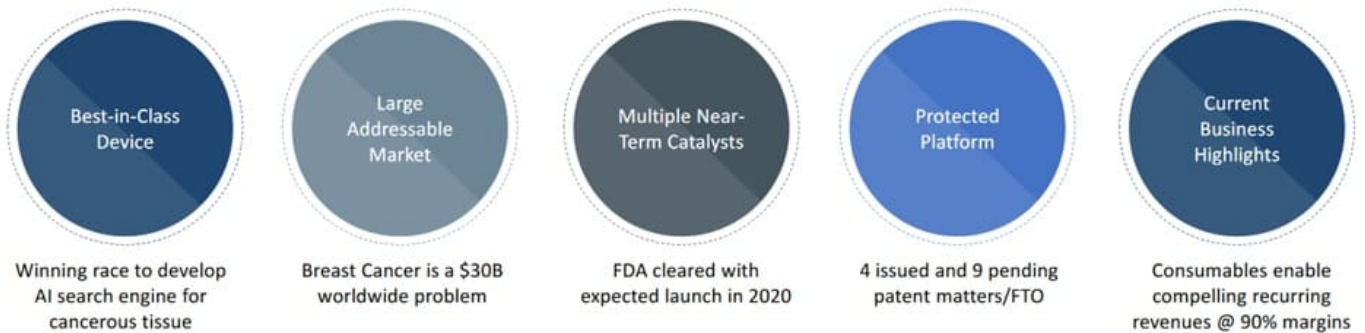 Best-in-Class
Device
Winning race to develop
AI search engine for
cancerous tissue
Large
Addressable
Market
Breast Cancer is a $30B
worldwide problem
Multiple Near-
Term Catalysts
FDA cleared with
expected launch in 2020
Protected
Platform
4 issued and 9 pending
patent matters/FTO
Current
Business
Highlights
Consumables enable
compelling recurring
revenues @ 90% margins